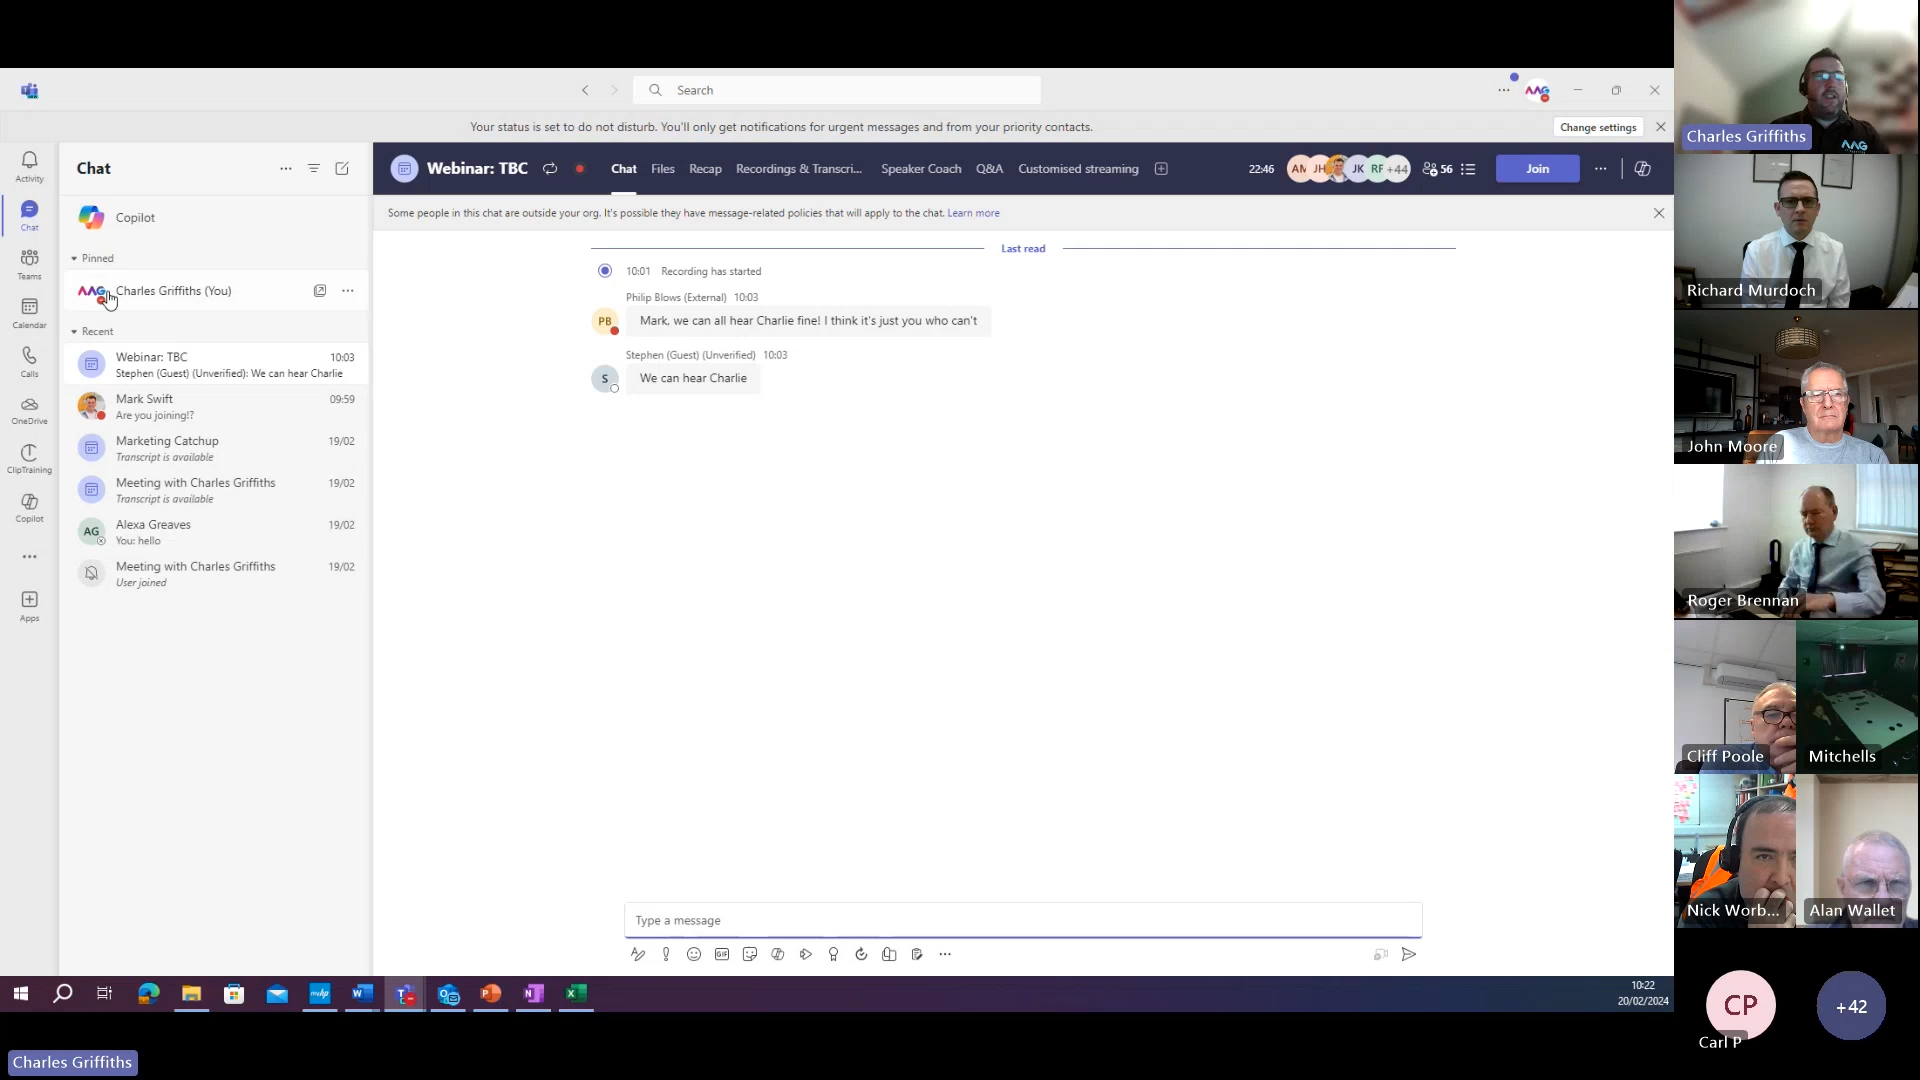 Search
AAG
Your status is set to do not disturb. You'll only get notifications for urgent messages and from your priority contacts.
Change settings
Activity
Chat
Teams
Calendar
Calls
OneDrive
ClipTraining
Copilot
Apps
Chat
Copilot
Pinned
AAG
Charles Griffiths (You)
Recent
Webinar: TBC
10:03
Stephen (Guest) (Unverified): We can hear Charlie
Mark Swift
09:59
Are you joining!?
Marketing Catchup
19/02
Transcript is available
Meeting with Charles Griffiths
19/02
Transcript is available
AG
Alexa Greaves
19/02
You: hello
Meeting with Charles Griffiths
19/02
User joined
Webinar: TBC
Chat
Files
Recap
Recordings & Transcri...
Speaker Coach
Q&A
Customised streaming
22:46
JH
JK
RF
+44
56
Join
Some people in this chat are outside your org. It's possible they have message-related policies that will apply to the chat. Learn more
Last read
10:01 Recording has started
Philip Blows (External) 10:03
PB
Mark, we can all hear Charlie fine! I think it's just you who can't
Stephen (Guest) (Unverified) 10:03
S
We can hear Charlie
Type a message
GIF
mhp
10:22
20/02/2024
Charles Griffiths
Charles Griffiths
AAG
Richard Murdoch
John Moore
Roger Brennan
Cliff Poole
Mitchells
Nick Worb...
Alan Wallet
CP
Carl P
+42